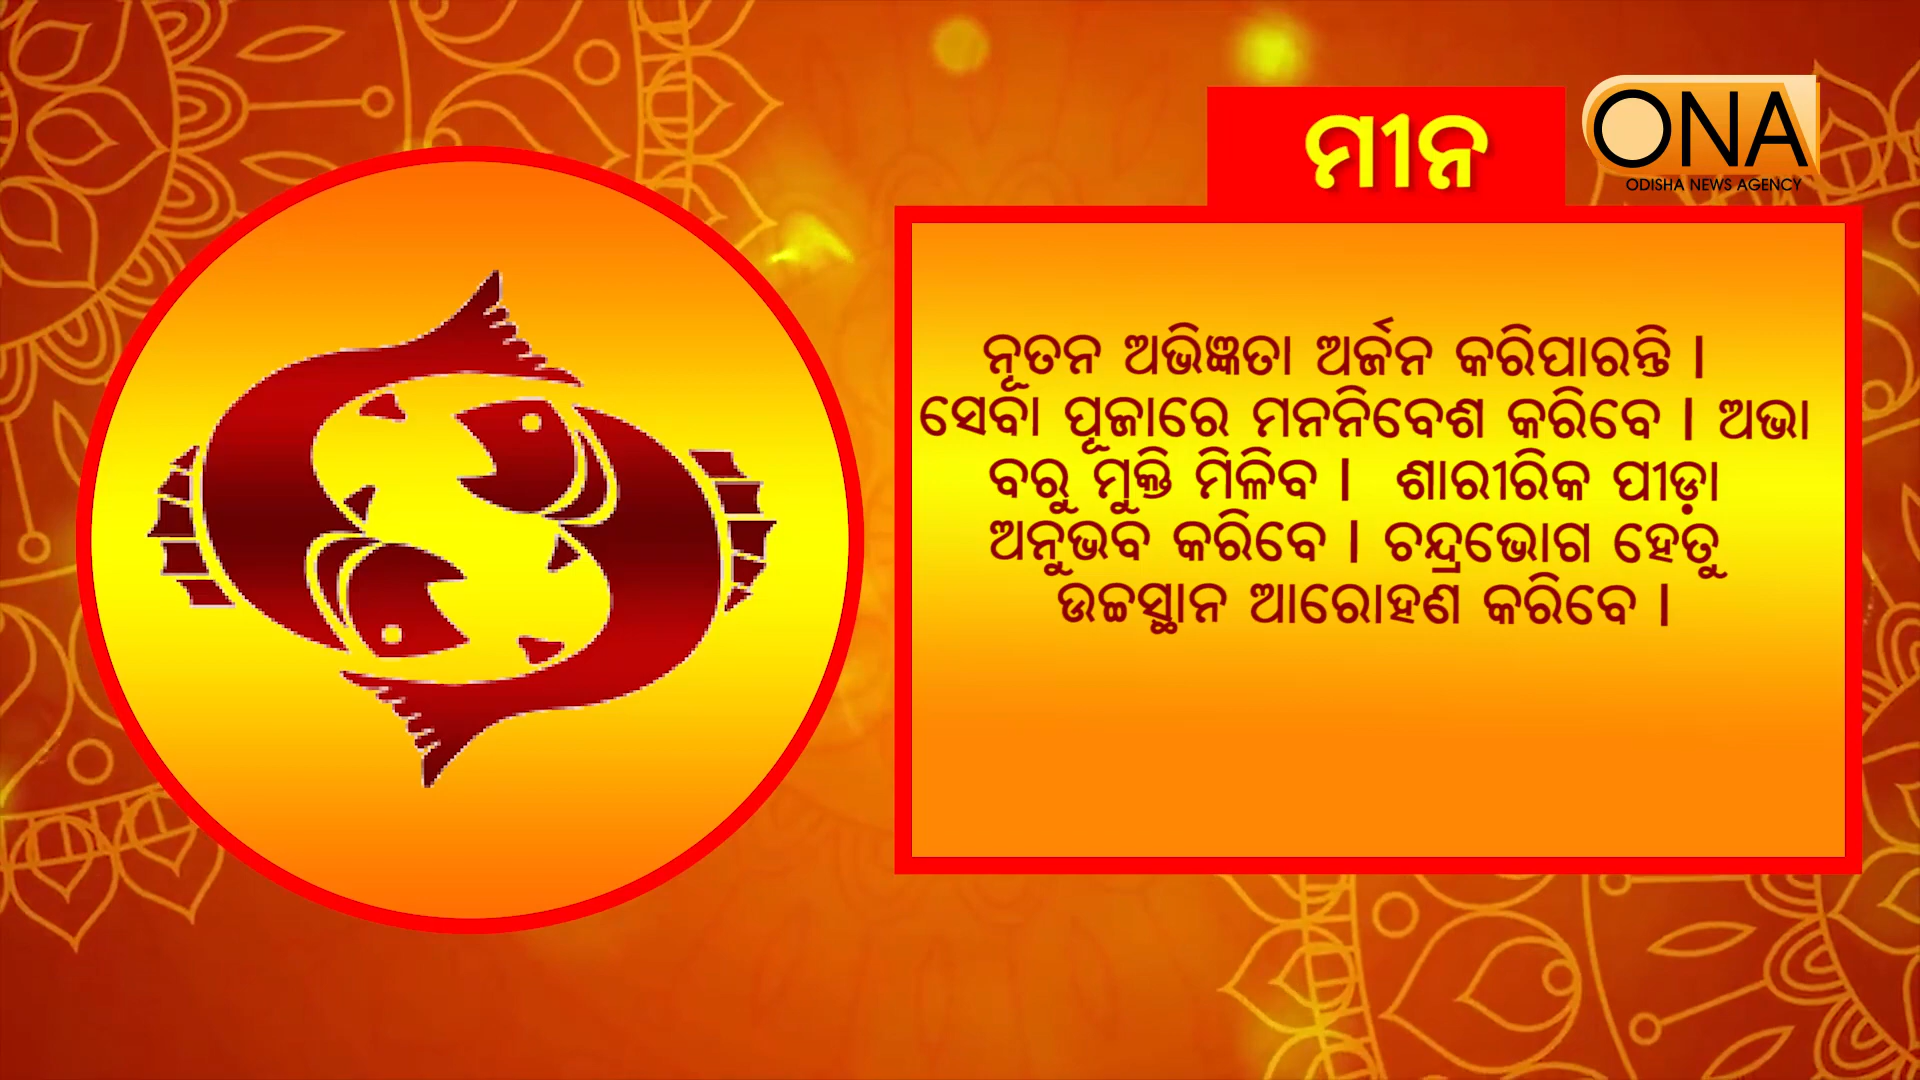 ମୀନ
ONA
ODISHA NEWS AGENCY
ନୂତନ ଅଭିଜ୍ଞତା ଅର୍ଜନ କରିପାରନ୍ତି |
ସେବା ପୂଜାରେ ମନନିବେଶ କରିବେ | ଅଭା
ବରୁ ମୁକ୍ତି ମିଳିବ | ଶାରୀରିକ ପୀଡ଼ା
ଅନୁଭବ କରିବେ | ଚନ୍ଦ୍ରଭୋଗ ହେତୁ
ଉଚ୍ଚସ୍ଥାନ ଆରୋହଣ କରିବେ |